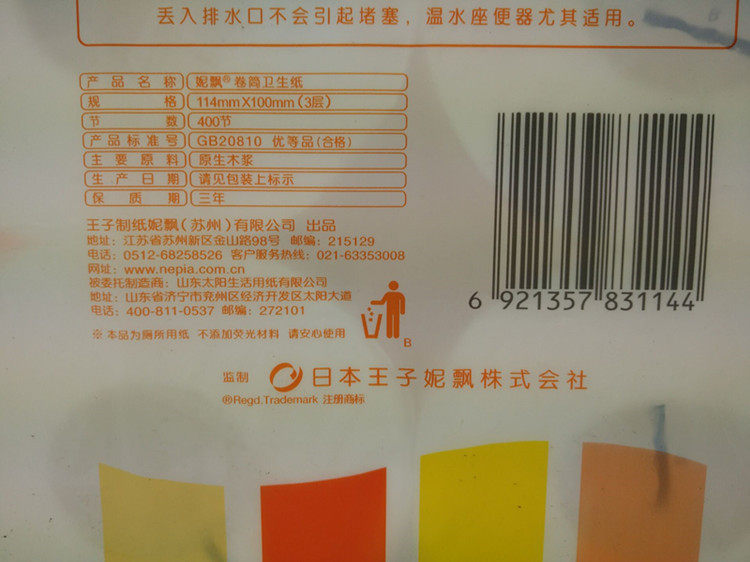 丢入排水口不会引起堵塞，温水座便器尤其适用。
产品名称 妮飘®卷筒卫生纸
规格 114mmX100mm（3层）
节数 400节
产品标准号 GB20810 优等品(合格)
主要原料 原生木浆
生产日期 请见包装上标示
保质期 三年
王子制纸妮飘（苏州）有限公司 出品
地址：江苏省苏州新区金山路98号 邮编：215129
电话：0512-68258526 客户服务热线：021-63353008
网址：www.nepia.com.cn
被委托制造商：山东太阳生活用纸有限公司
地址：山东省济宁市兖州区经济开发区太阳大道
电话：400-811-0537 邮编：272101
※ 本品为厕所用纸 不添加荧光材料 请安心使用
B
6 921357 831144
监制 日本王子妮飘株式会社
®Regd.Trademark 注册商标